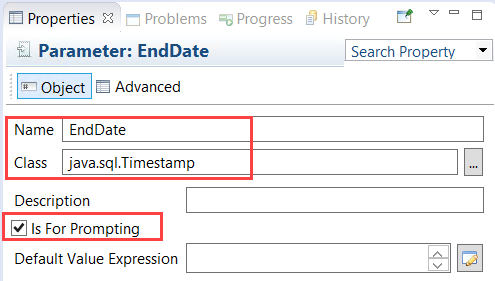 Properties Problems Progress History
Parameter: EndDate
Search Property
Object Advanced
Name EndDate
Class java.sql.Timestamp ...
Description
Is For Prompting
Default Value Expression